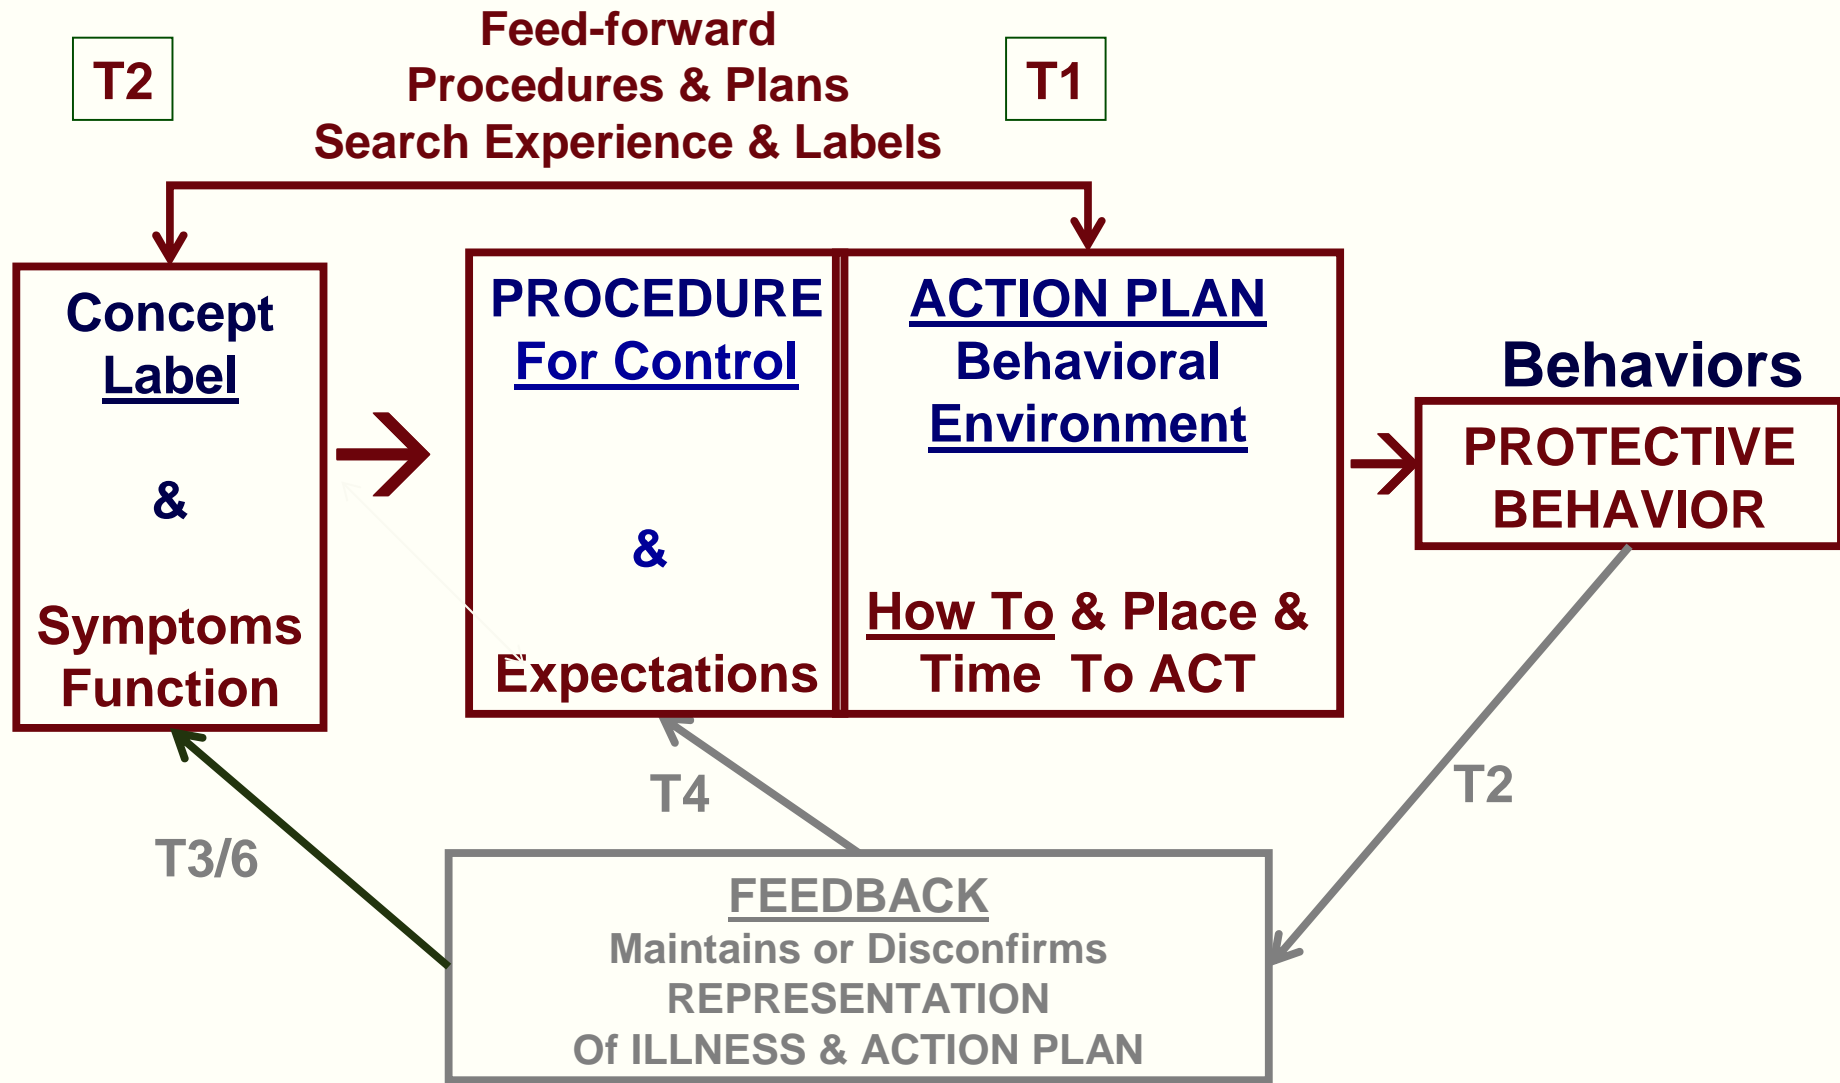 T2
Feed-forward
Procedures & Plans
Search Experience & Labels
T1
Concept
Label
&
Symptoms
Function
PROCEDURE
For Control
&
Expectations
ACTION PLAN
Behavioral
Environment
How To & Place &
Time To ACT
Behaviors
PROTECTIVE
BEHAVIOR
T3/6
T4
T2
FEEDBACK
Maintains or Disconfirms
REPRESENTATION
Of ILLNESS & ACTION PLAN